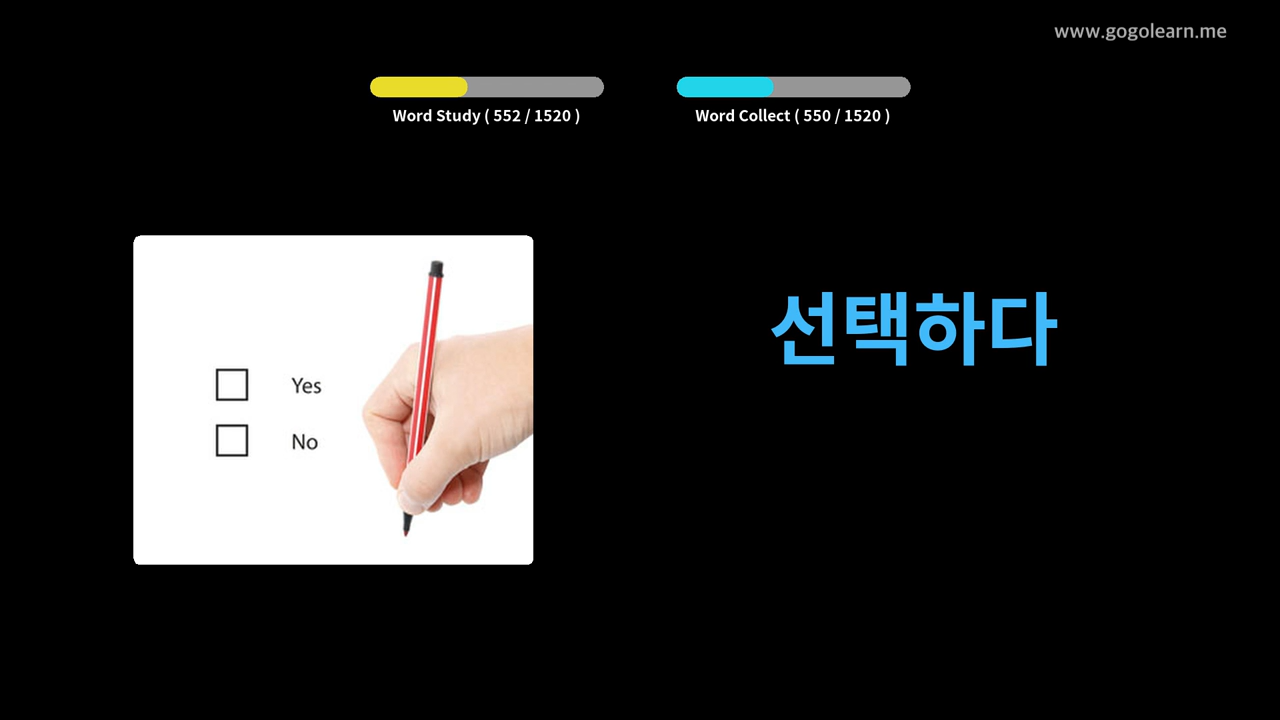 www.gogolearn.me
Word Study ( 552 / 1520 )
Word Collect ( 550 / 1520 )
Yes
No
선택하다